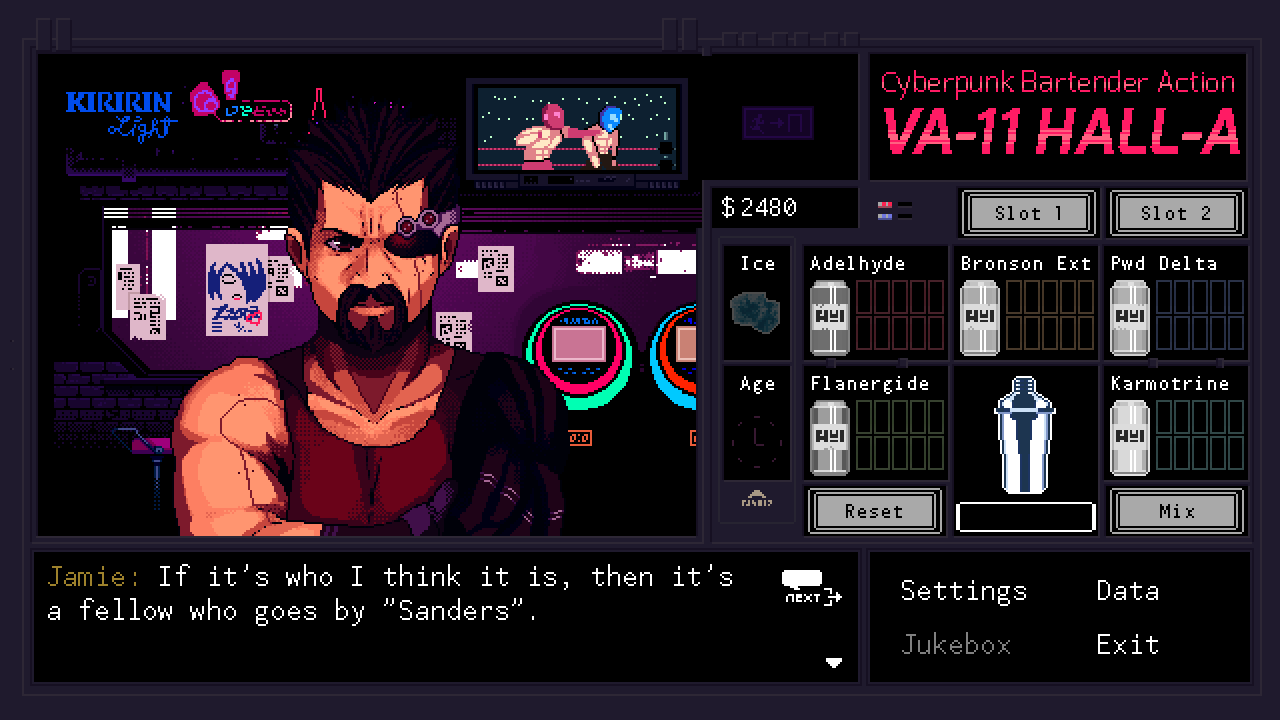 KIRIRIN
Light
Cyberpunk Bartender Action
VA-11 HALL-A
$ 2480
Slot 1
Slot 2
Ice
Adelhyde
Bronson Ext
Pwd Delta
Age
Flanergide
Karmotrine
Reset
Mix
Jamie: If it's who I think it is, then it's
a fellow who goes by "Sanders".
NEXT
Settings
Data
Jukebox
Exit